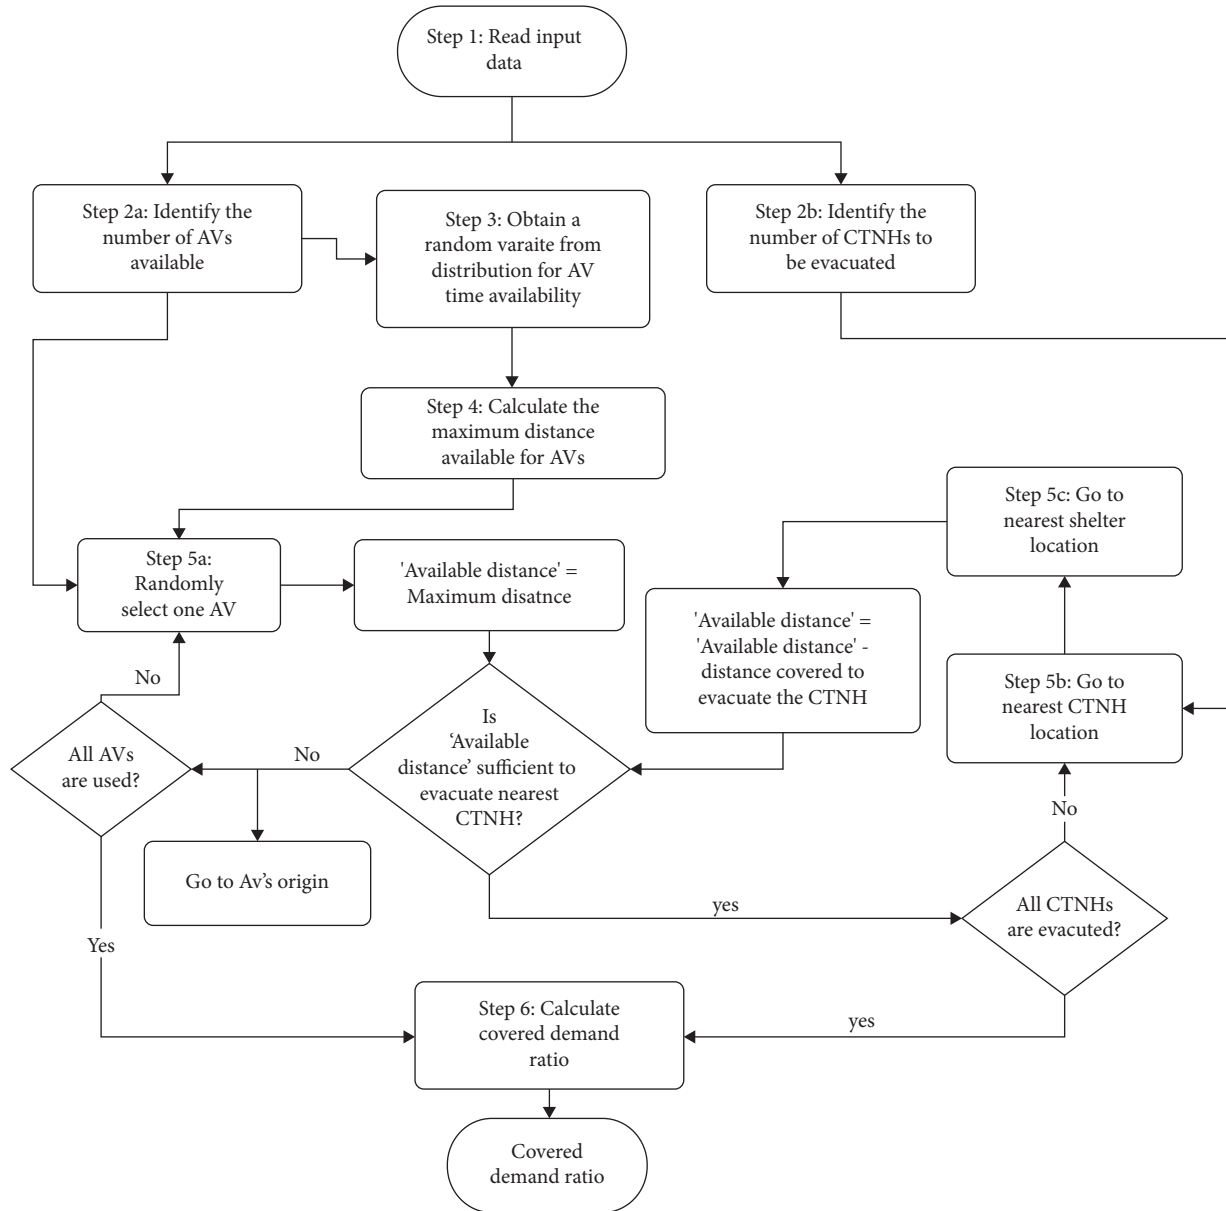 Step 1: Read input
data
Step 2a: Identify the
number of AVs
available
Step 3: Obtain a
random varaite from
distribution for AV
time availability
Step 2b: Identify the
number of CTNHs to
be evacuated
Step 4: Calculate the
maximum distance
available for AVs
Step 5c: Go to
nearest shelter
location
Step 5a:
Randomly
select one AV
'Available distance' =
Maximum disatnce
'Available distance' =
'Available distance' -
distance covered to
evacuate the CTNH
Step 5b: Go to
nearest CTNH
location
No
All AVs
are used?
No
Is
‘Available
distance’ sufficient to
evacuate nearest
CTNH?
No
Go to Av’s origin
yes
All CTNHs
are evacuted?
Yes
Step 6: Calculate
covered demand
ratio
yes
Covered
demand ratio